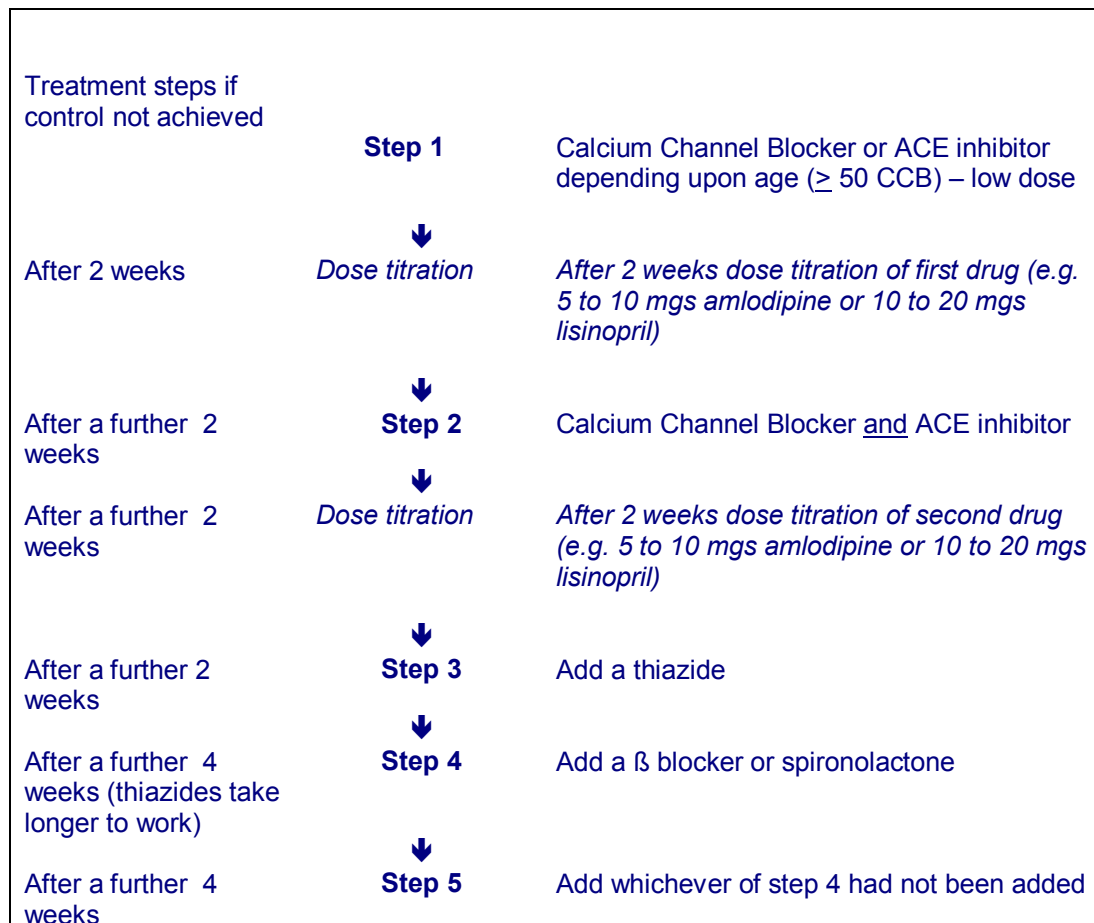 Treatment steps if
control not achieved
Step 1
Calcium Channel Blocker or ACE inhibitor
depending upon age (≥ 50 CCB) – low dose
After 2 weeks
Dose titration
After 2 weeks dose titration of first drug (e.g.
5 to 10 mgs amlodipine or 10 to 20 mgs
lisinopril)
After a further 2
weeks
Step 2
Calcium Channel Blocker and ACE inhibitor
After a further 2
weeks
Dose titration
After 2 weeks dose titration of second drug
(e.g. 5 to 10 mgs amlodipine or 10 to 20 mgs
lisinopril)
After a further 2
weeks
Step 3
Add a thiazide
After a further 4
weeks (thiazides take
longer to work)
Step 4
Add a ß blocker or spironolactone
After a further 4
weeks
Step 5
Add whichever of step 4 had not been added